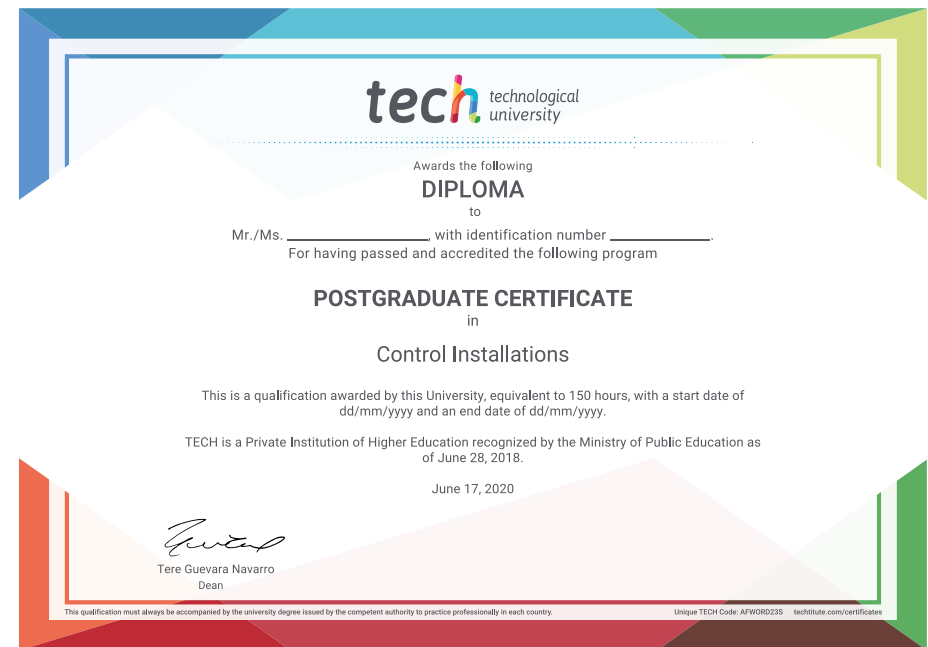 tech technological
university
Awards the following
DIPLOMA
to
Mr./Ms. ____________________, with identification number ______________.
For having passed and accredited the following program
POSTGRADUATE CERTIFICATE
in
Control Installations
This is a qualification awarded by this University, equivalent to 150 hours, with a start date of
dd/mm/yyyy and an end date of dd/mm/yyyy.
TECH is a Private Institution of Higher Education recognized by the Ministry of Public Education as
of June 28, 2018.
June 17, 2020
Tere Guevara Navarro
Dean
This qualification must always be accompanied by the university degree issued by the competent authority to practice professionally in each country. Unique TECH Code: AFWORD23S techtitute.com/certificates